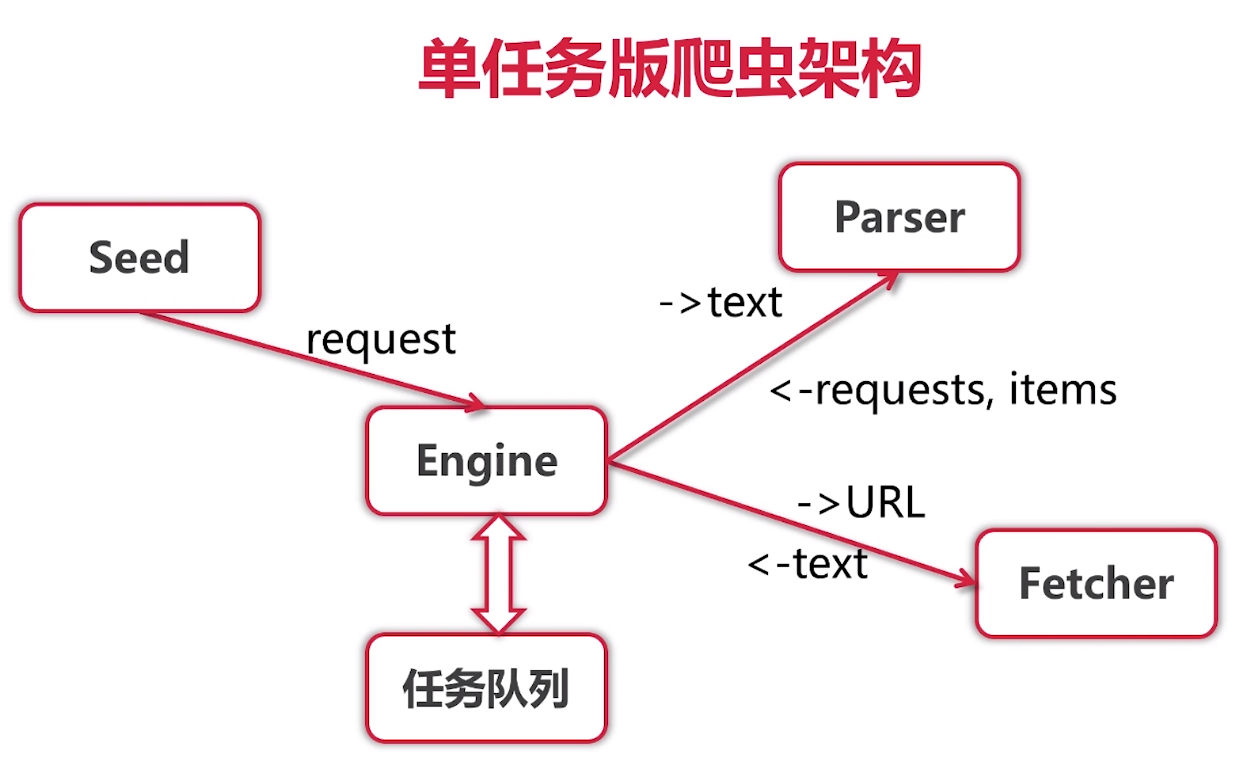 单任务版爬虫架构
Seed
Parser
->text
request
<-requests, items
Engine
->URL
<-text
Fetcher
任务队列